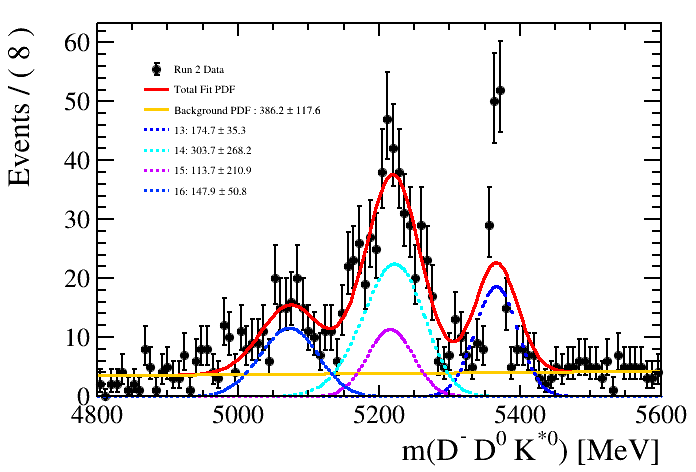 Events / ( 8 )
60
50
40
30
20
10
0
Run 2 Data
Total Fit PDF
Background PDF : 386.2 ± 117.6
13: 174.7 ± 35.3
14: 303.7 ± 268.2
15: 113.7 ± 210.9
16: 147.9 ± 50.8
4800 5000 5200 5400 5600
m(D⁻ D⁰ K*⁰) [MeV]